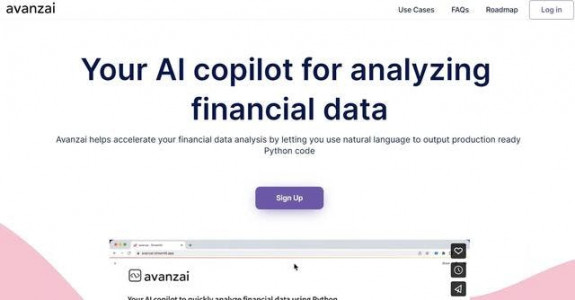 avanzai
Use Cases
FAQs
Roadmap
Log in
Your AI copilot for analyzing
financial data
Avanzai helps accelerate your financial data analysis by letting you use natural language to output production ready
Python code
Sign Up
avanzai
Your AI copilot to quickly analyze financial data using Python